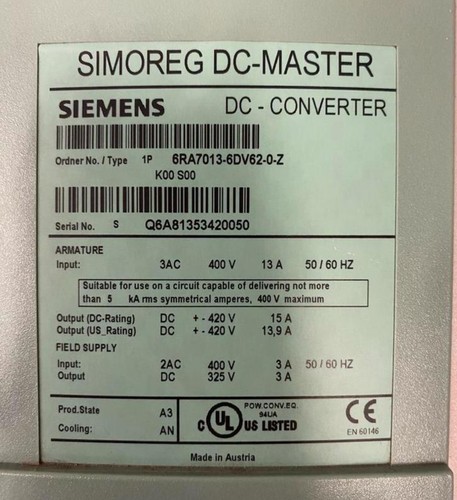 SIMOREG DC-MASTER
SIEMENS DC - CONVERTER
Ordner No. / Type 1P 6RA7013-6DV62-0-Z
K00 S00
Serial No. S Q6A81353420050
ARMATURE
Input: 3AC 400 V 13 A 50 / 60 HZ
Suitable for use on a circuit capable of delivering not more
than 5 kA rms symmetrical amperes, 400 V maximum
Output (DC-Rating) DC + - 420 V 15 A
Output (US_Rating) DC + - 420 V 13,9 A
FIELD SUPPLY
Input: 2AC 400 V 3 A 50 / 60 HZ
Output DC 325 V 3 A
Prod.State A3
Cooling: AN
C UL US LISTED
POW.CONV.EQ.
94UA
CE
EN 60146
Made in Austria